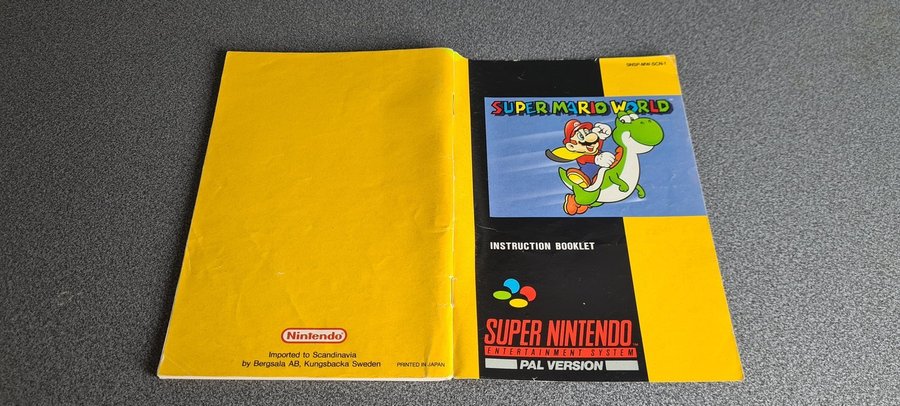 Nintendo
Imported to Scandinavia
by Bergsala AB, Kungsbacka Sweden
PRINTED IN JAPAN
SNSP-MW-SCN-1
SUPER MARIO WORLD
INSTRUCTION BOOKLET
SUPER NINTENDO
ENTERTAINMENT SYSTEM
PAL VERSION